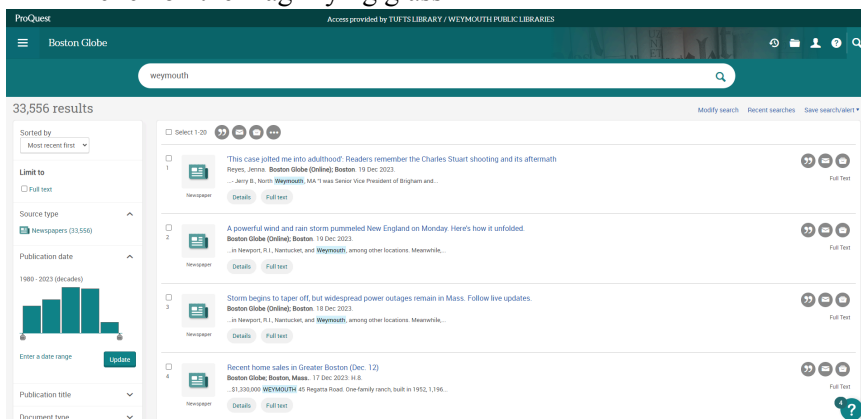 ProQuest
Access provided by TUFTS LIBRARY / WEYMOUTH PUBLIC LIBRARIES
Boston Globe
weymouth
33,556 results
Modify search Recent searches Save search/alert
Sorted by
Most recent first
Limit to
Full text
Source type
Newspapers (33,556)
Publication date
1980 - 2023 (decades)
Enter a date range
Update
Publication title
Document type
Select 1-20
1
Newspaper
'This case jolted me into adulthood': Readers remember the Charles Stuart shooting and its aftermath
Reyes, Jenna. Boston Globe (Online); Boston. 19 Dec 2023.
...- Jerry B., North Weymouth, MA "I was Senior Vice President of Brigham and...
Details Full text
Full Text
2
Newspaper
A powerful wind and rain storm pummeled New England on Monday. Here's how it unfolded.
Boston Globe (Online); Boston. 19 Dec 2023.
...in Newport, R.I., Nantucket, and Weymouth, among other locations. Meanwhile,...
Details Full text
Full Text
3
Newspaper
Storm begins to taper off, but widespread power outages remain in Mass. Follow live updates.
Boston Globe (Online); Boston. 18 Dec 2023.
...in Newport, R.I., Nantucket, and Weymouth, among other locations. Meanwhile,...
Details Full text
Full Text
4
Newspaper
Recent home sales in Greater Boston (Dec. 12)
Boston Globe; Boston, Mass.. 17 Dec 2023: H.8.
...$1,330,000 WEYMOUTH 45 Regatta Road. One-family ranch, built in 1952, 1,196...
Details Full text
Full Text
4
?